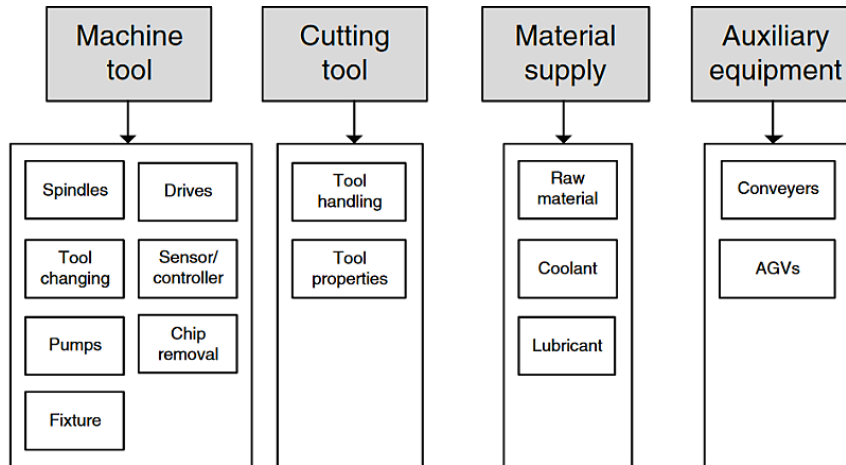 Machine
tool
Cutting
tool
Material
supply
Auxiliary
equipment
Spindles
Drives
Tool
changing
Sensor/
controller
Pumps
Chip
removal
Fixture
Tool
handling
Tool
properties
Raw
material
Coolant
Lubricant
Conveyers
AGVs